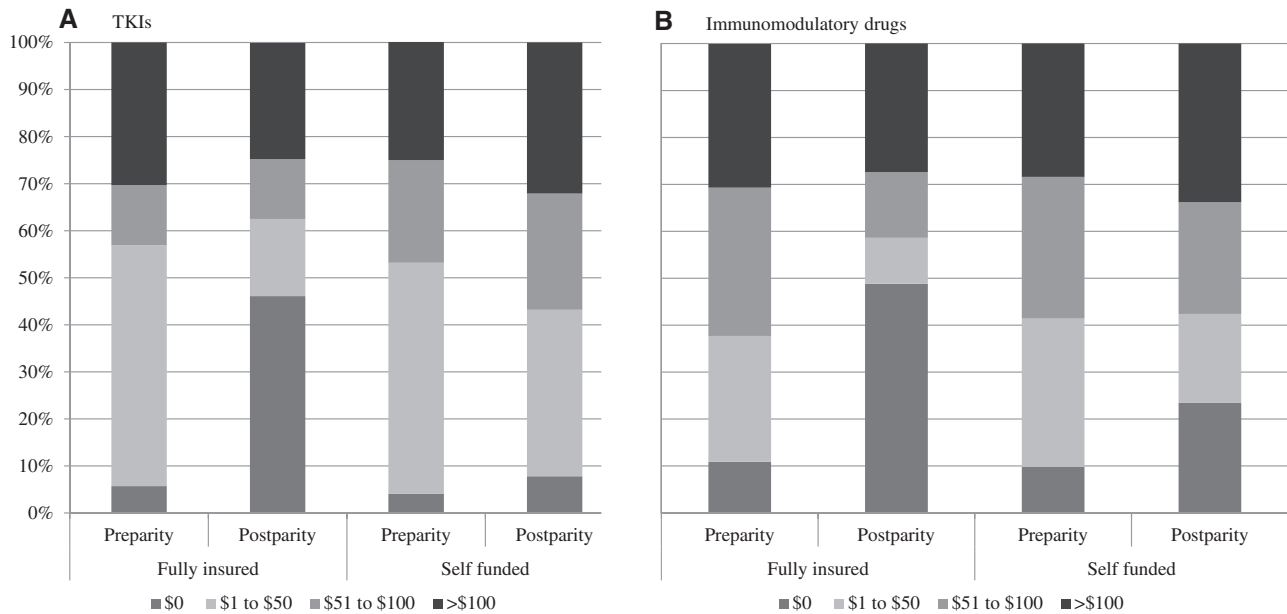 A TKIs
100%
90%
80%
70%
60%
50%
40%
30%
20%
10%
0%
Preparity Postparity Preparity Postparity
Fully insured Self funded
$0 $1 to $50 $51 to $100 >$100
B Immunomodulatory drugs
Preparity Postparity Preparity Postparity
Fully insured Self funded
$0 $1 to $50 $51 to $100 >$100